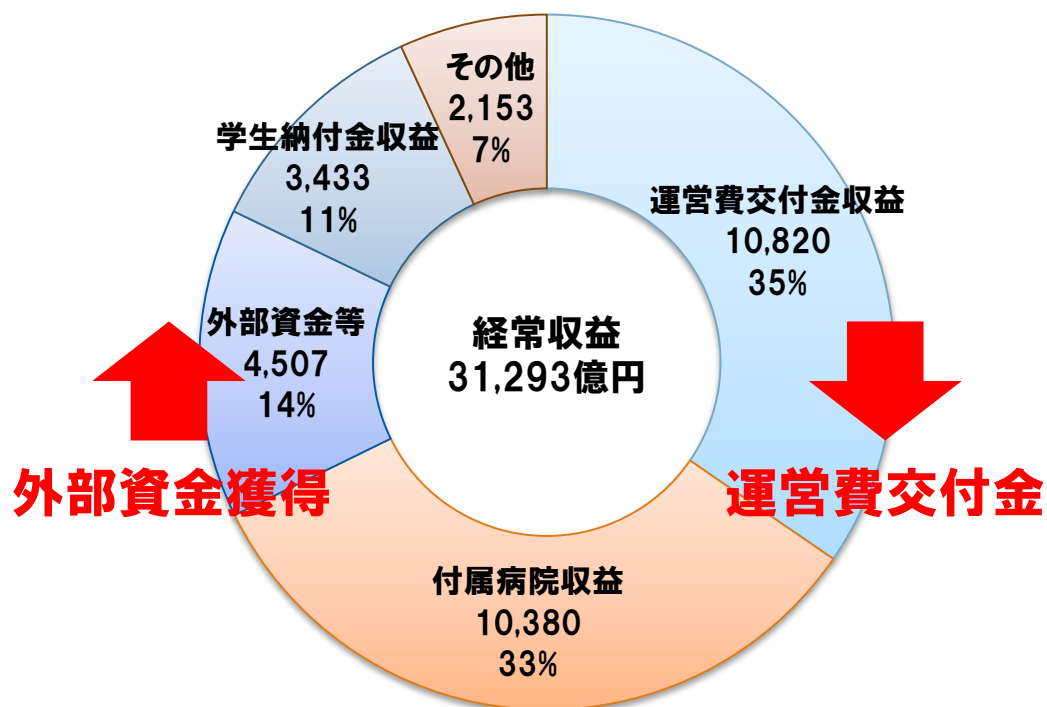 その他
2,153
7%
学生納付金収益
3,433
11%
運営費交付金収益
10,820
35%
外部資金等
4,507
14%
経常収益
31,293億円
外部資金獲得
運営費交付金
付属病院収益
10,380
33%